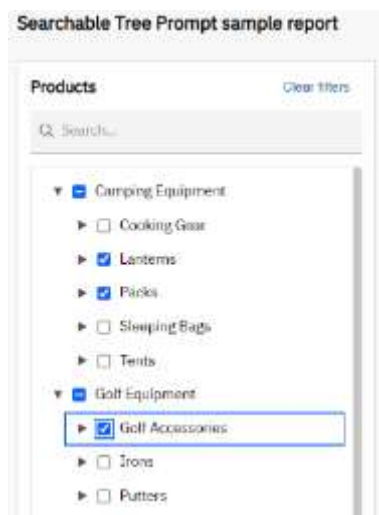 Searchable Tree Prompt sample report
Products
Clear filters
Search...
Camping Equipment
Cooking Gear
Lanterns
Packs
Sleeping Bags
Tents
Golf Equipment
Golf Accessories
Irons
Putters